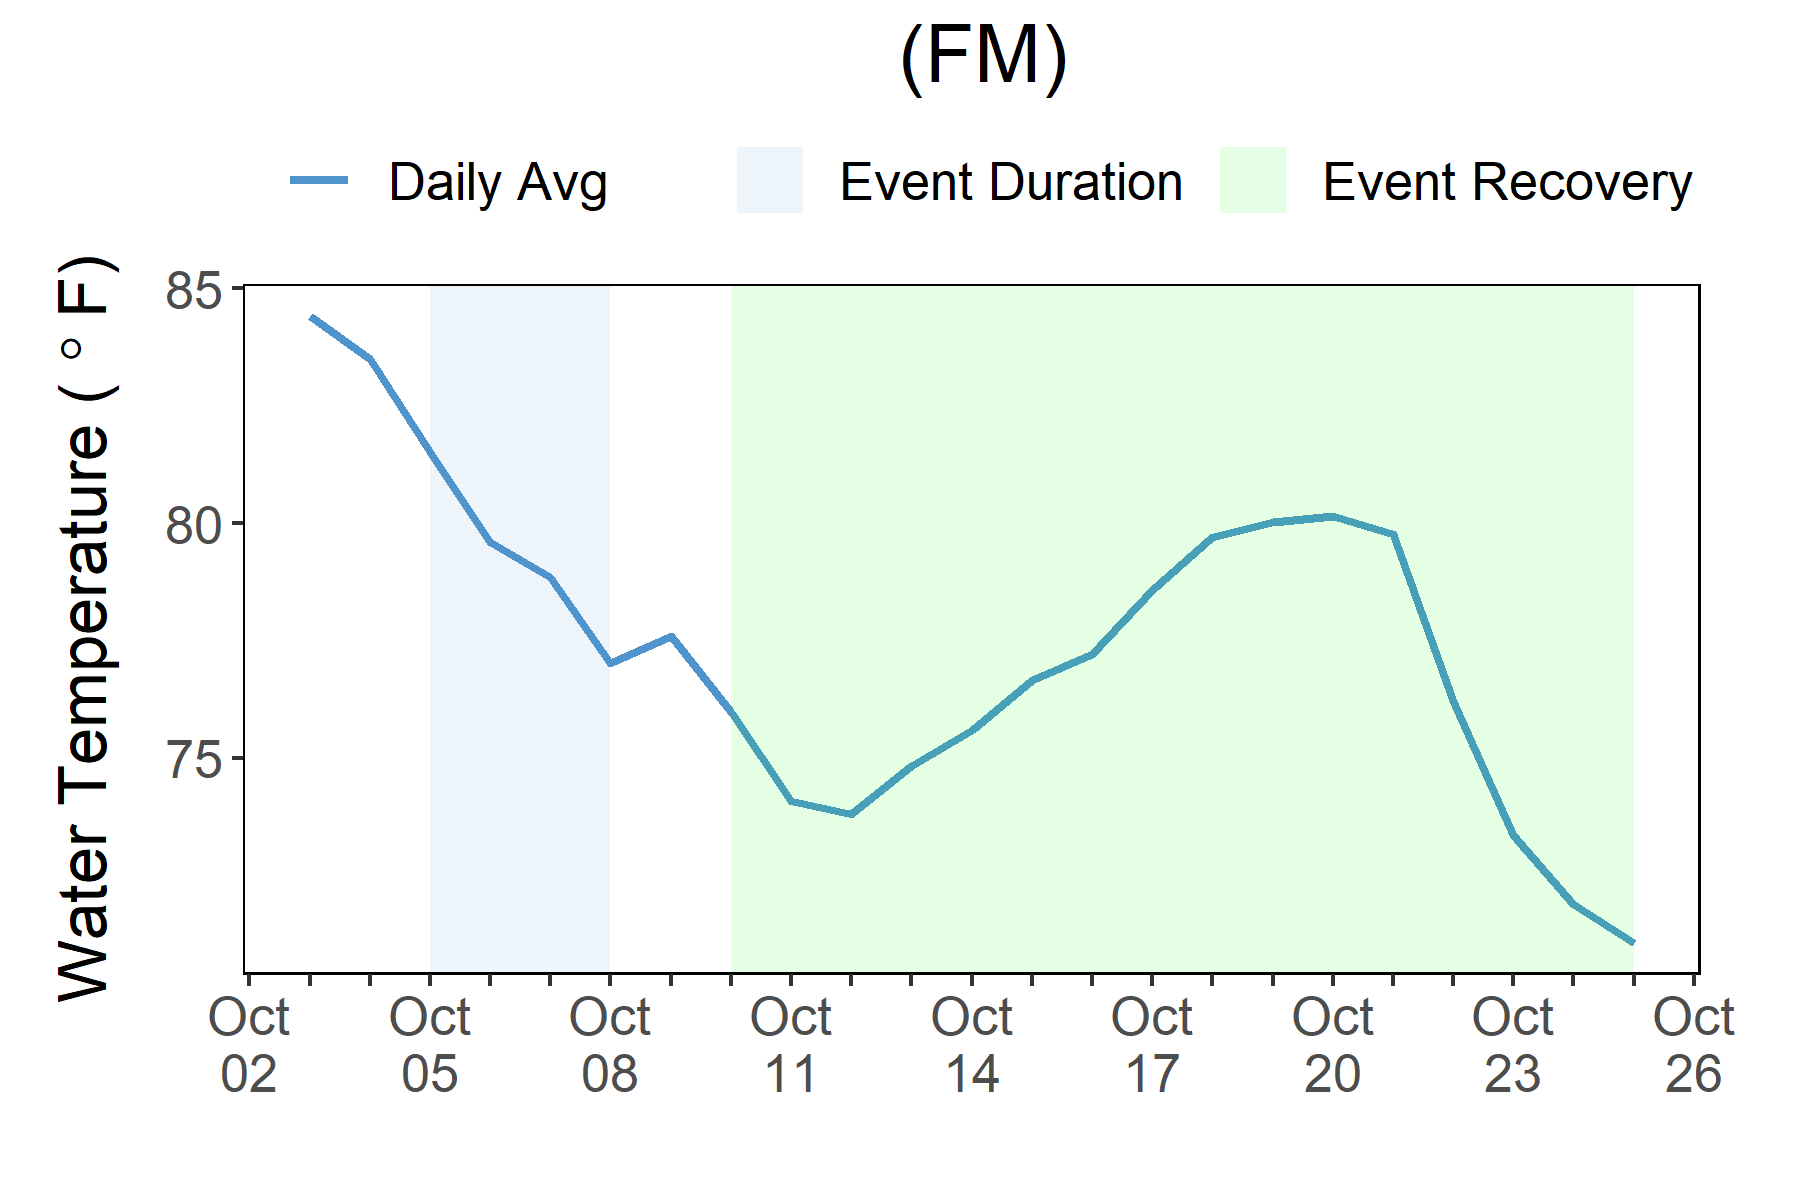 (FM)
Daily Avg
Event Duration
Event Recovery
Water Temperature ( ° F)
85
80
75
Oct 02
Oct 05
Oct 08
Oct 11
Oct 14
Oct 17
Oct 20
Oct 23
Oct 26